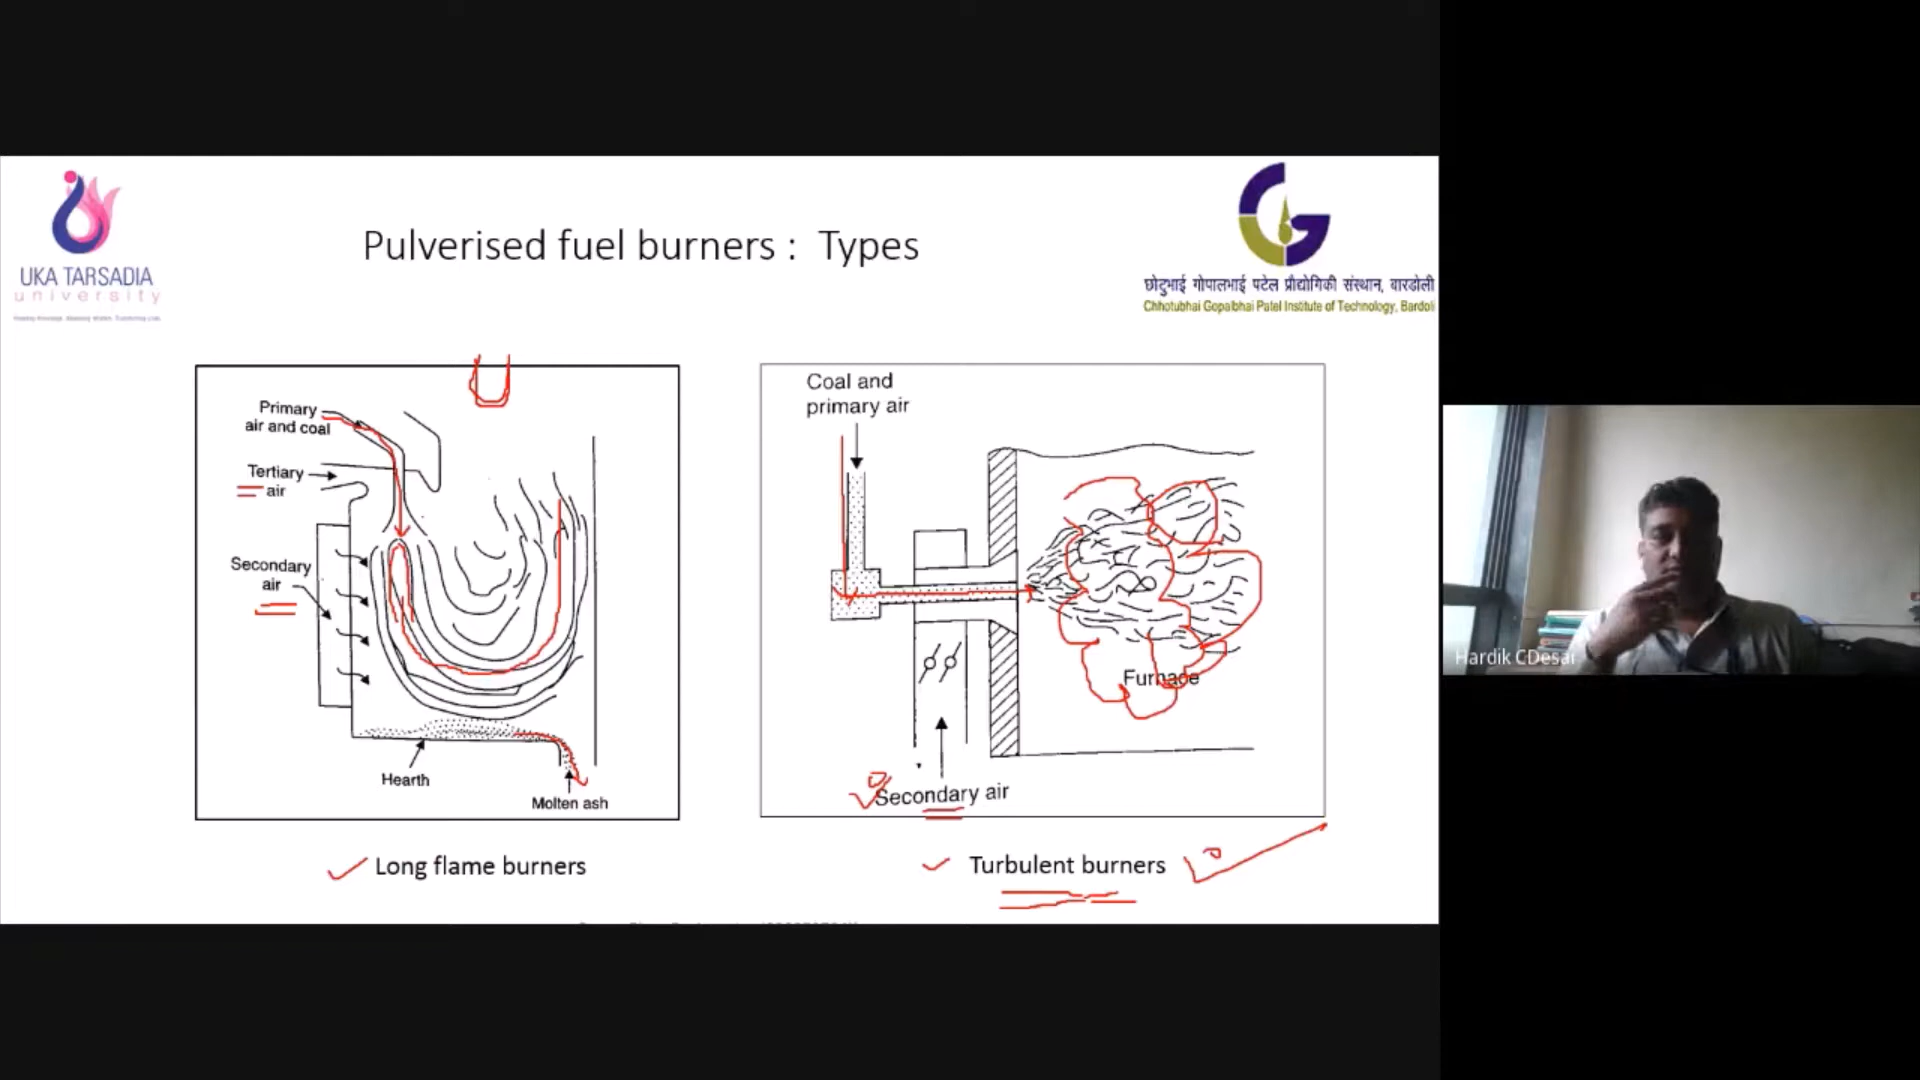 UKA TARSADIA
university
Pulverised fuel burners : Types
छोटुभाई गोपालभाई पटेल प्रौद्योगिकी संस्थान, बारडोली
Chhotubhai Gopalbhai Patel Institute of Technology, Bardoli
Primary
air and coal
Tertiary
air
Secondary
air
Hearth
Molten ash
Long flame burners
Coal and
primary air
Furnace
Secondary air
Turbulent burners
Hardik CDesai